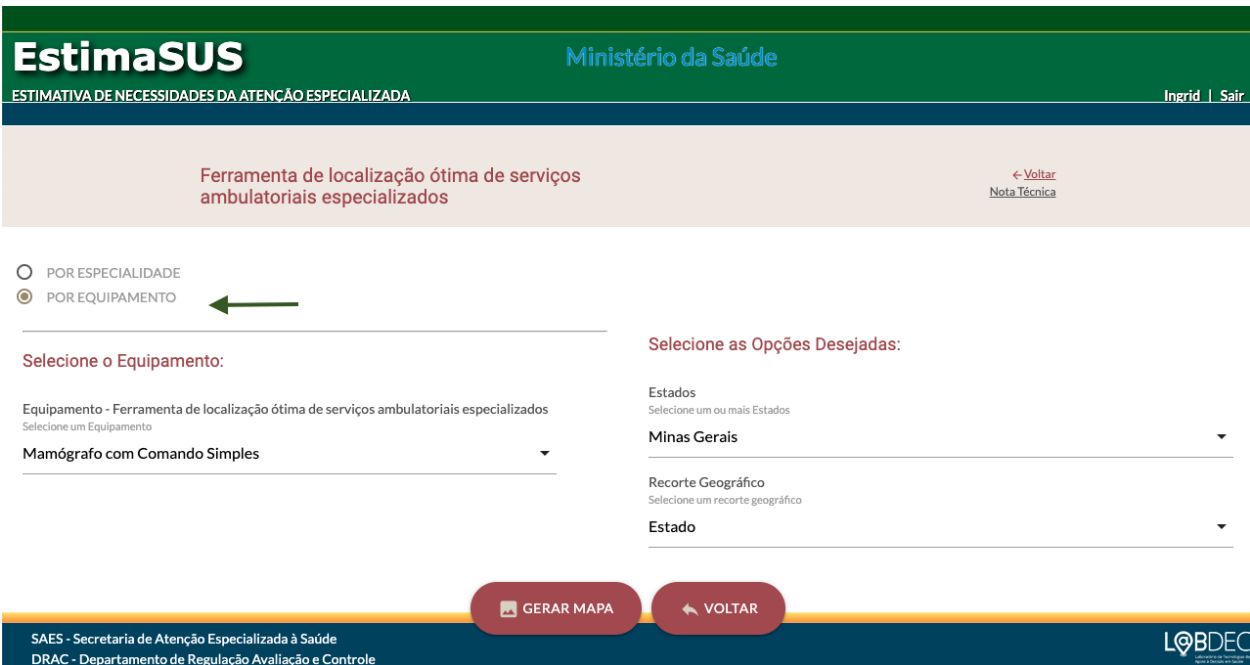 EstimaSUS
Ministério da Saúde
ESTIMATIVA DE NECESSIDADES DA ATENÇÃO ESPECIALIZADA
Ingrid | Sair
Ferramenta de localização ótima de serviços
ambulatoriais especializados
Voltar
Nota Técnica
POR ESPECIALIDADE
POR EQUIPAMENTO
Selecione o Equipamento:
Equipamento - Ferramenta de localização ótima de serviços ambulatoriais especializados
Selecione um Equipamento
Mamógrafo com Comando Simples
Selecione as Opções Desejadas:
Estados
Selecione um ou mais Estados
Minas Gerais
Recorte Geográfico
Selecione um recorte geográfico
Estado
GERAR MAPA
VOLTAR
SAES - Secretaria de Atenção Especializada à Saúde
DRAC - Departamento de Regulação Avaliação e Controle
L@BDEC